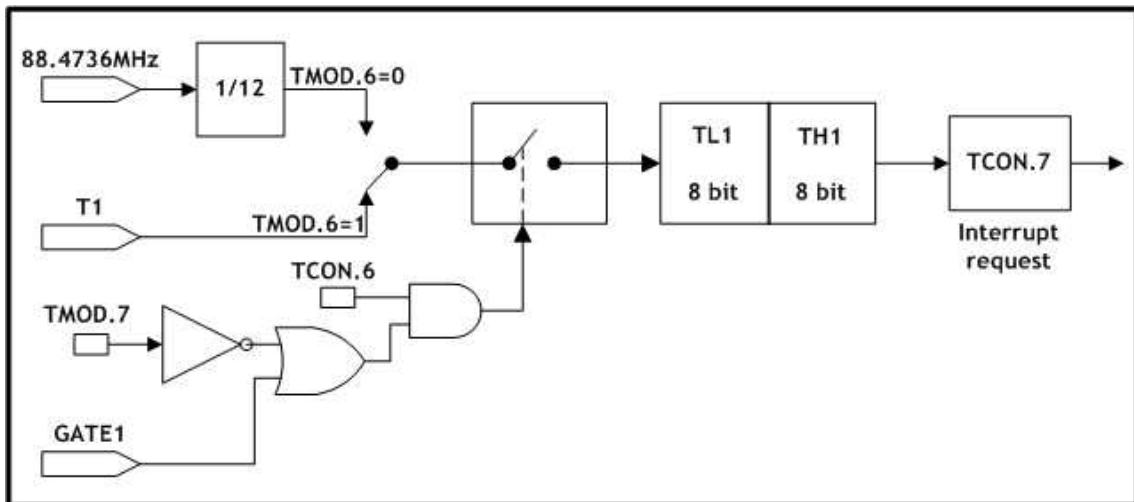 88.4736MHz
1/12
TMOD.6=0
T1
TMOD.6=1
TL1
8 bit
TH1
8 bit
TCON.7
Interrupt
request
TCON.6
TMOD.7
GATE1